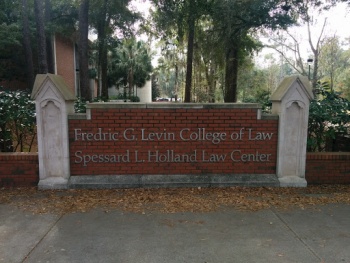 Fredric G. Levin College of Law
Spessard L. Holland Law Center